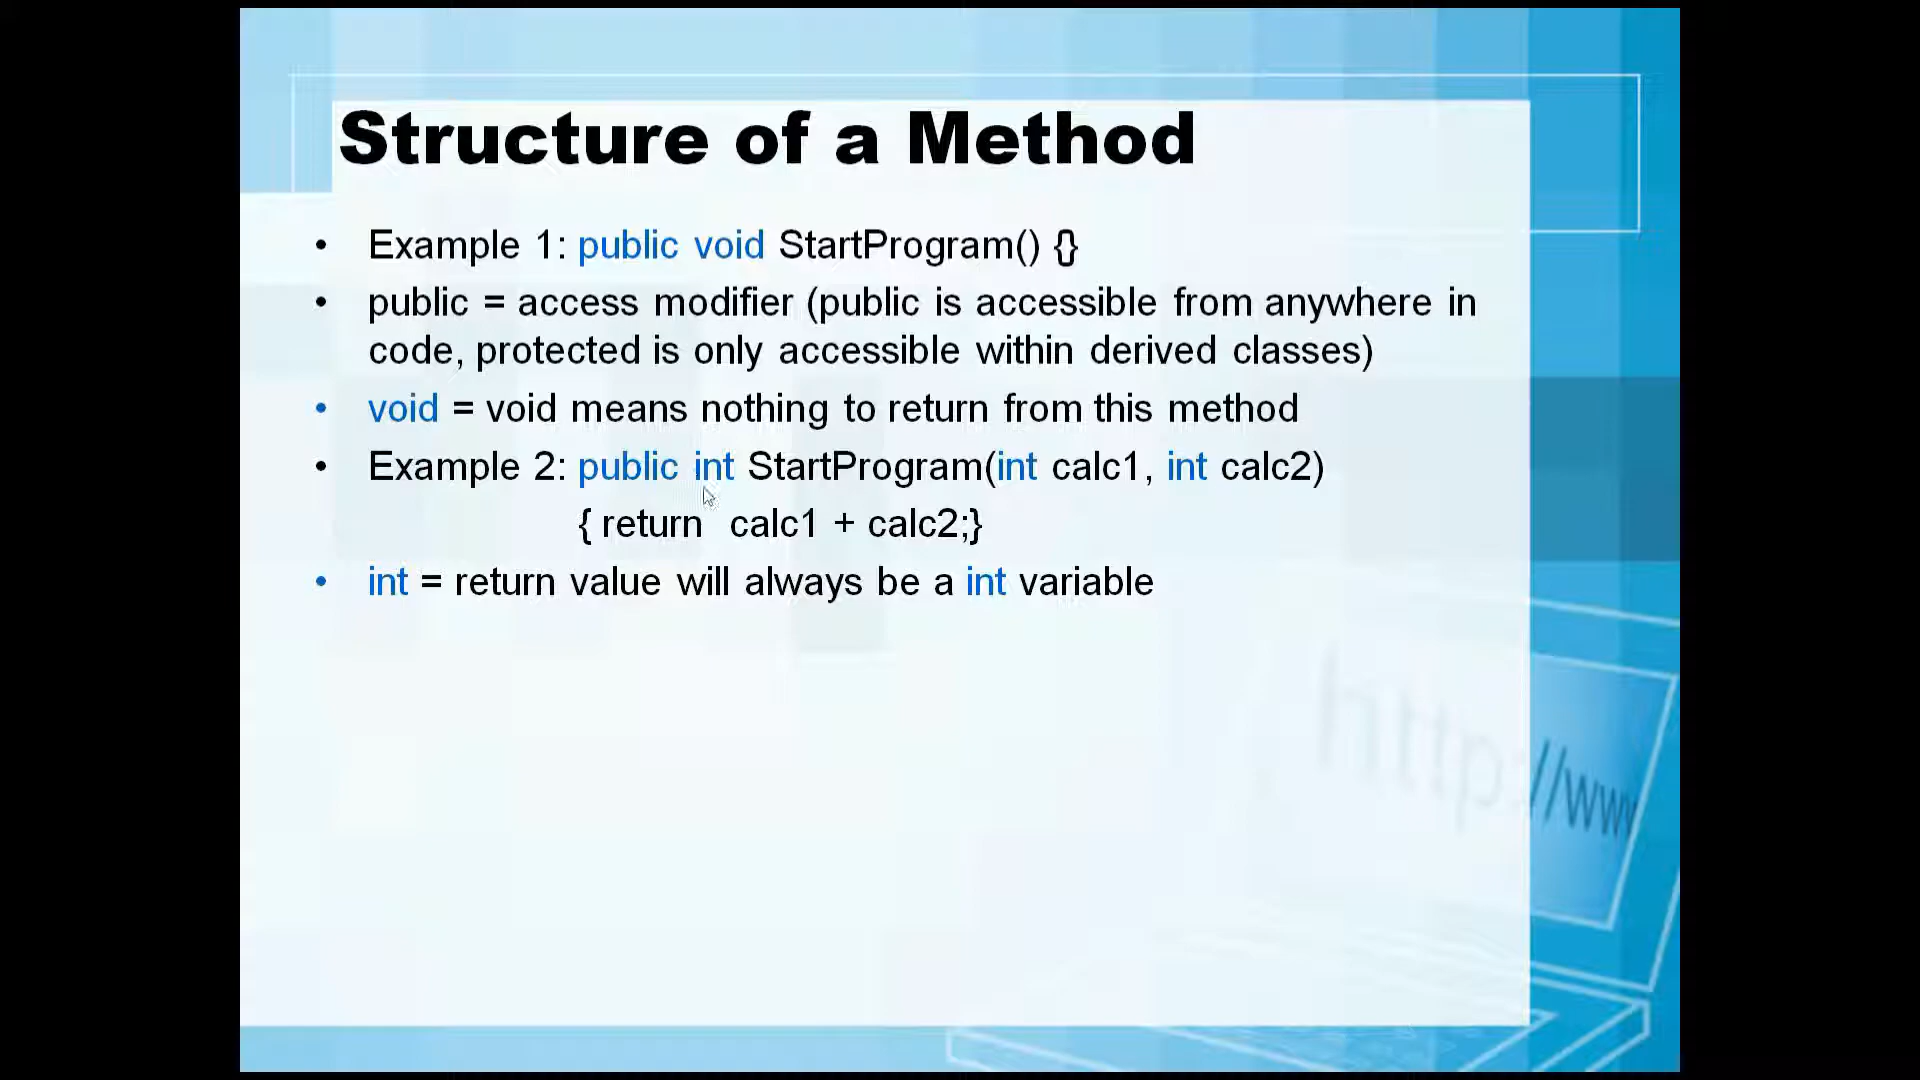 Structure of a Method
• Example 1: public void StartProgram() {}
• public = access modifier (public is accessible from anywhere in
code, protected is only accessible within derived classes)
• void = void means nothing to return from this method
• Example 2: public int StartProgram(int calc1, int calc2)
{ return calc1 + calc2;}
• int = return value will always be a int variable
http://www